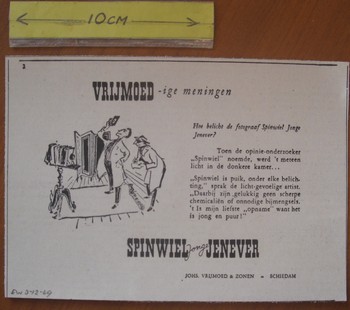 10CM
2
VRIJMOED -ige meningen
Hoe belicht de fotograaf Spinwiel Jonge
Jenever?
Toen de opinie-onderzoeker
„Spinwiel" noemde, werd 't meteen
licht in de donkere kamer...
„Spinwiel is puik, onder elke belich-
ting," sprak de licht-gevoelige artist.
„Daarbij zijn gelukkig geen scherpe
chemicaliën of onnodige hijmengtels.
't Is mijn liefste „opname" want het
is jong en puur!"
SPINWIEL jonge JENEVER
JOHS. VRIJMOED & ZONEN - SCHIEDAM